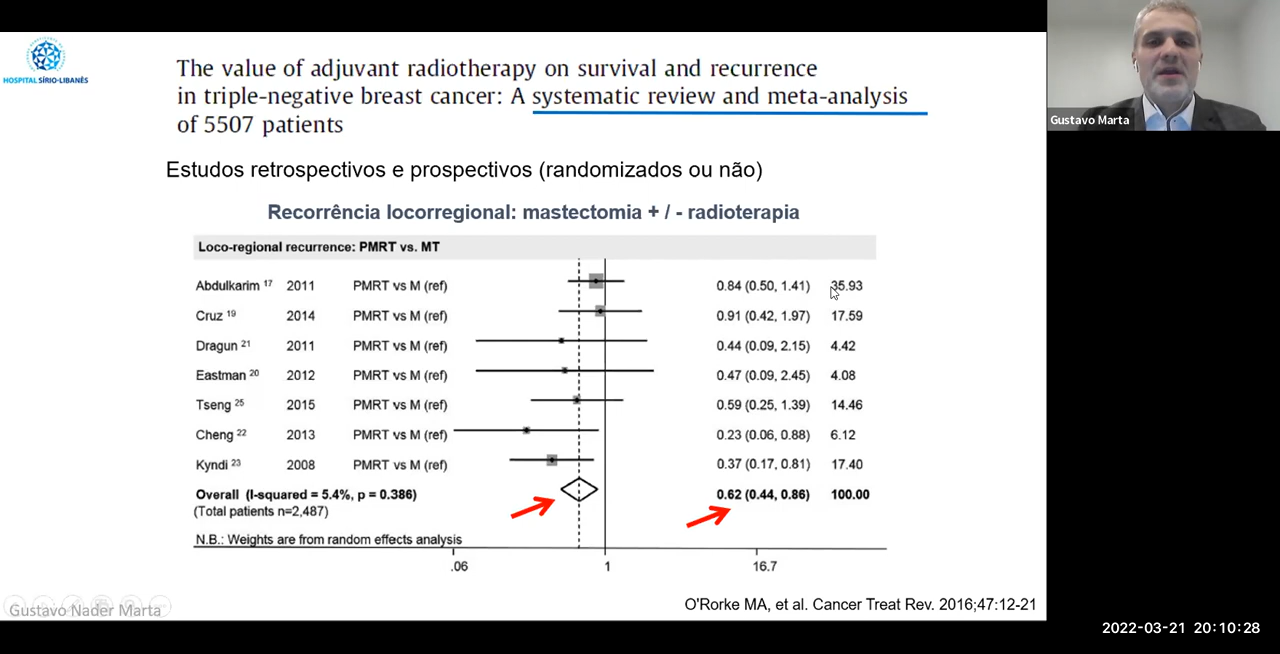 HOSPITAL SÍRIO-LIBANÊS
The value of adjuvant radiotherapy on survival and recurrence
in triple-negative breast cancer: A systematic review and meta-analysis
of 5507 patients
Gustavo Marta
Estudos retrospectivos e prospectivos (randomizados ou não)
Recorrência locorregional: mastectomia + / - radioterapia
Loco-regional recurrence: PMRT vs. MT
Abdulkarim 17 2011 PMRT vs M (ref) 0.84 (0.50, 1.41) 35.93
Cruz 19 2014 PMRT vs M (ref) 0.91 (0.42, 1.97) 17.59
Dragun 21 2011 PMRT vs M (ref) 0.44 (0.09, 2.15) 4.42
Eastman 20 2012 PMRT vs M (ref) 0.47 (0.09, 2.45) 4.08
Tseng 25 2015 PMRT vs M (ref) 0.59 (0.25, 1.39) 14.46
Cheng 22 2013 PMRT vs M (ref) 0.23 (0.06, 0.88) 6.12
Kyndi 23 2008 PMRT vs M (ref) 0.37 (0.17, 0.81) 17.40
Overall (I-squared = 5.4%, p = 0.386) 0.62 (0.44, 0.86) 100.00
(Total patients n=2,487)
N.B.: Weights are from random effects analysis
.06 1 16.7
O'Rorke MA, et al. Cancer Treat Rev. 2016;47:12-21
Gustavo Nader Marta
2022-03-21 20:10:28